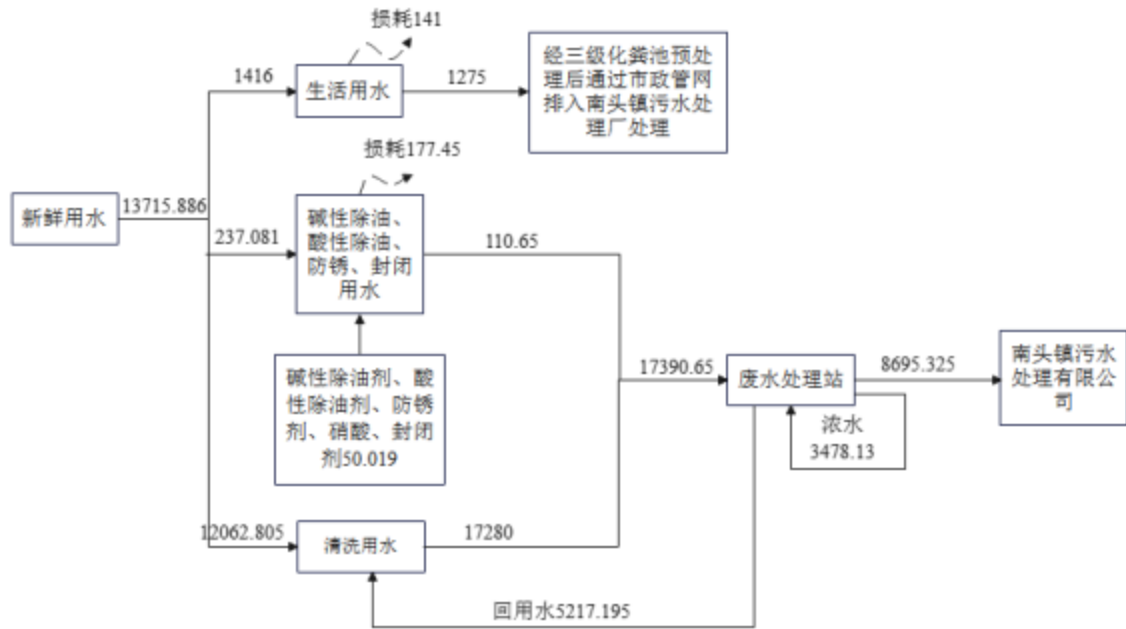 损耗141
1416
生活用水
1275
经三级化粪池预处
理后通过市政管网
排入南头镇污水处
理厂处理
损耗177.45
新鲜用水
13715.886
237.081
碱性除油、
酸性除油、
防锈、封闭
用水
110.65
碱性除油剂、酸
性除油剂、防锈
剂、硝酸、封闭
剂50.019
17390.65
废水处理站
8695.325
南头镇污水
处理有限公
司
浓水
3478.13
12062.805
清洗用水
17280
回用水5217.195